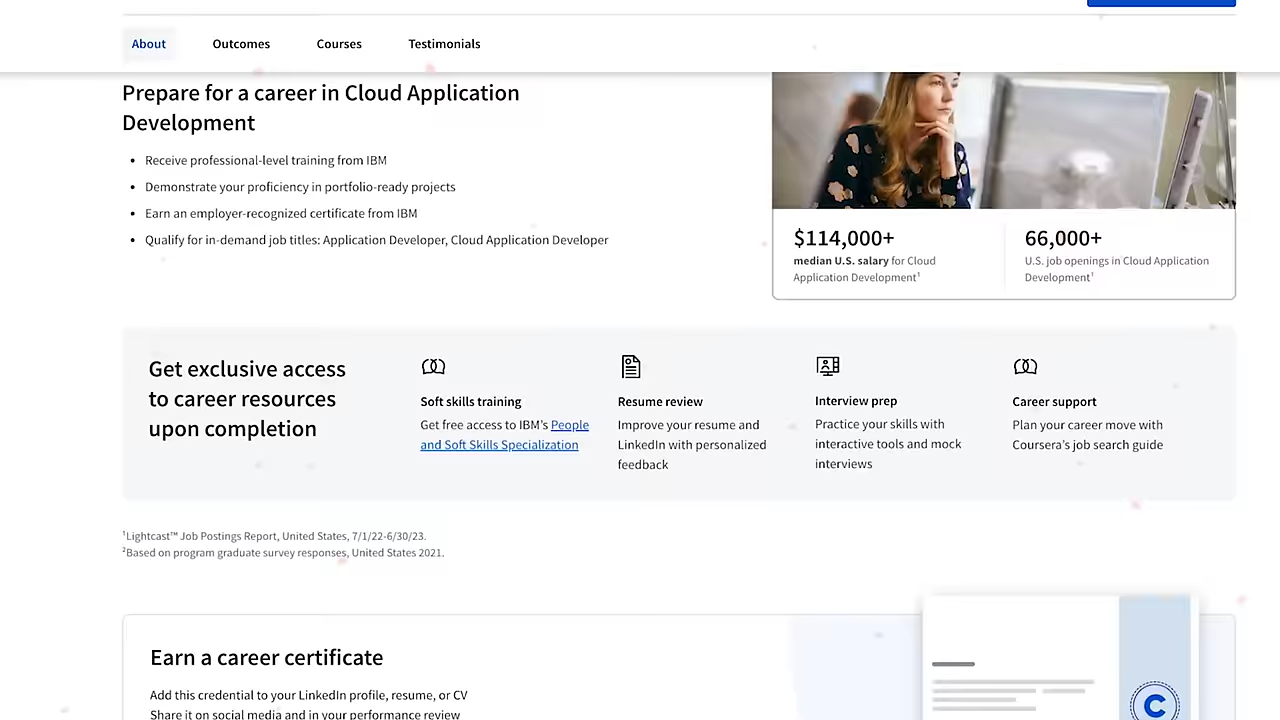 About
Outcomes
Courses
Testimonials
Prepare for a career in Cloud Application
Development
• Receive professional-level training from IBM
• Demonstrate your proficiency in portfolio-ready projects
• Earn an employer-recognized certificate from IBM
• Qualify for in-demand job titles: Application Developer, Cloud Application Developer
$114,000+
median U.S. salary for Cloud
Application Development¹
66,000+
U.S. job openings in Cloud Application
Development¹
Get exclusive access
to career resources
upon completion
Soft skills training
Get free access to IBM's People
and Soft Skills Specialization
Resume review
Improve your resume and
LinkedIn with personalized
feedback
Interview prep
Practice your skills with
interactive tools and mock
interviews
Career support
Plan your career move with
Coursera's job search guide
¹Lightcast™ Job Postings Report, United States, 7/1/22-6/30/23.
²Based on program graduate survey responses, United States 2021.
Earn a career certificate
Add this credential to your LinkedIn profile, resume, or CV
Share it on social media and in your performance review
C